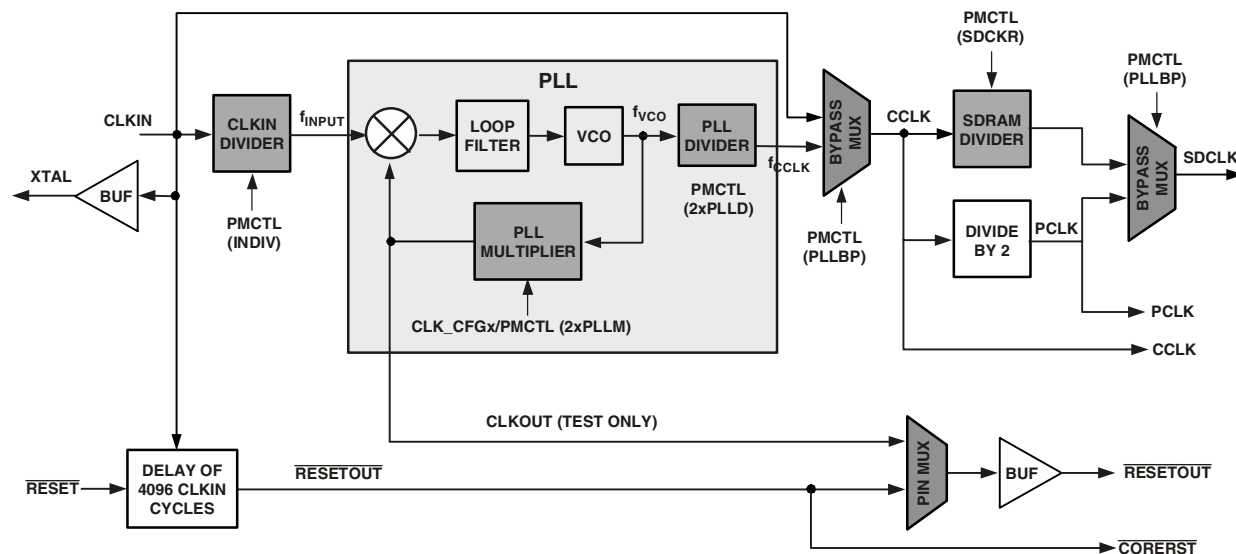 PMCTL
(SDCKR)
PMCTL
(PLLBP)
PLL
CLKIN
CLKIN
DIVIDER
fINPUT
LOOP
FILTER
VCO
fVCO
PLL
DIVIDER
fCCLK
BYPASS
MUX
CCLK
SDRAM
DIVIDER
BYPASS
MUX
SDCLK
XTAL
BUF
PMCTL
(INDIV)
PMCTL
(2xPLLD)
PLL
MULTIPLIER
PMCTL
(PLLBP)
DIVIDE
BY 2
PCLK
CLK_CFGx/PMCTL (2xPLLM)
PCLK
CCLK
CLKOUT (TEST ONLY)
RESET
DELAY OF
4096 CLKIN
CYCLES
RESETOUT
PIN MUX
BUF
RESETOUT
CORERST